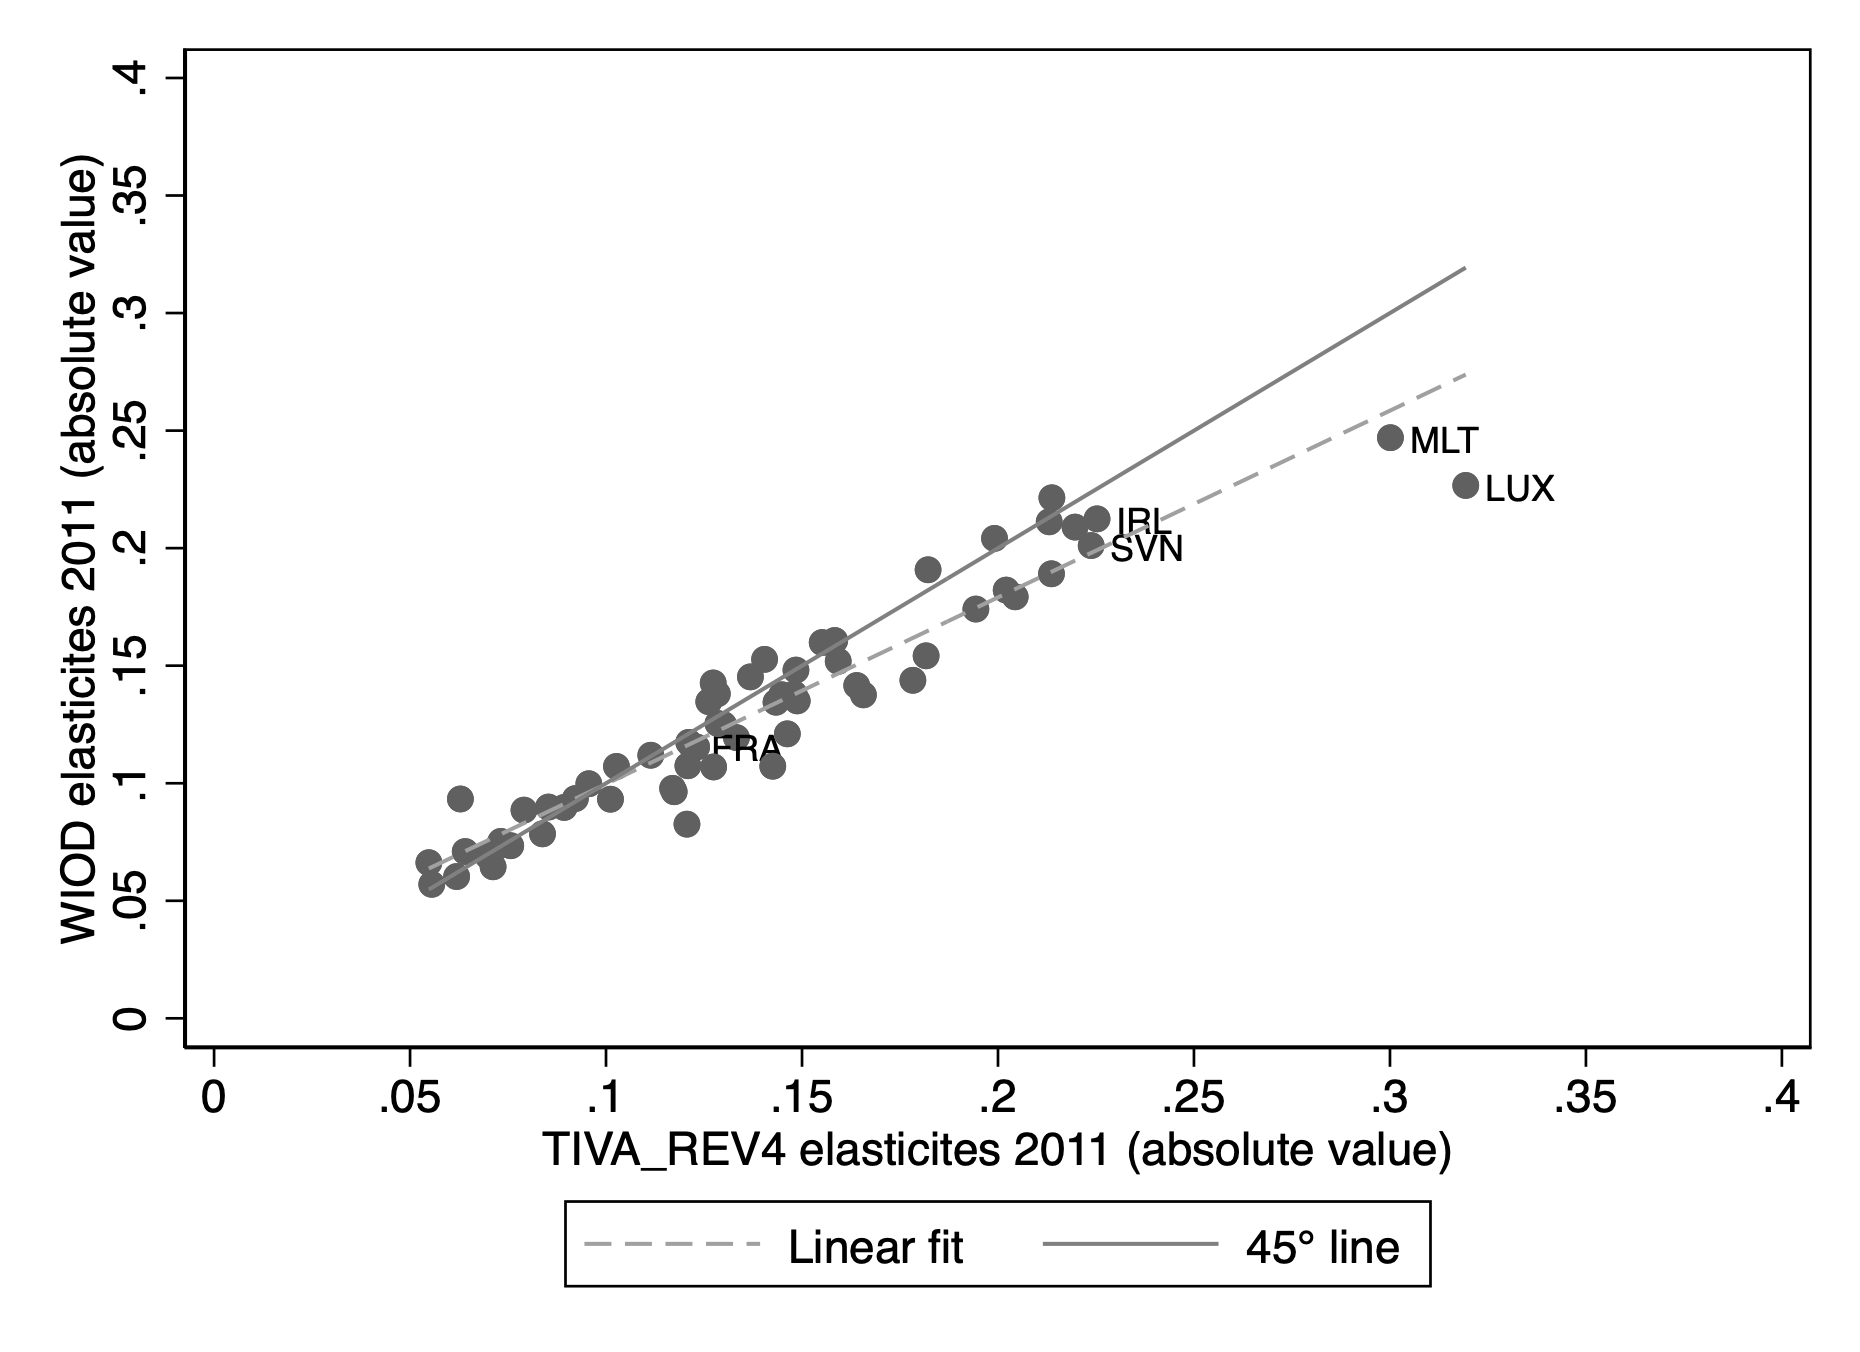 WIOD elasticites 2011 (absolute value)
.4
.35
.3
.25
.2
.15
.1
.05
0
MLT
LUX
IRL
SVN
FRA
0 .05 .1 .15 .2 .25 .3 .35 .4
TIVA_REV4 elasticites 2011 (absolute value)
Linear fit 45° line